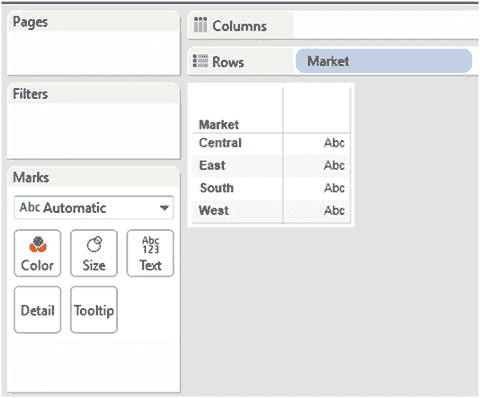 Pages
Columns
Rows Market
Filters
Market
Central Abc
East Abc
South Abc
West Abc
Marks
Abc Automatic
Color Size Abc 123 Text
Detail Tooltip